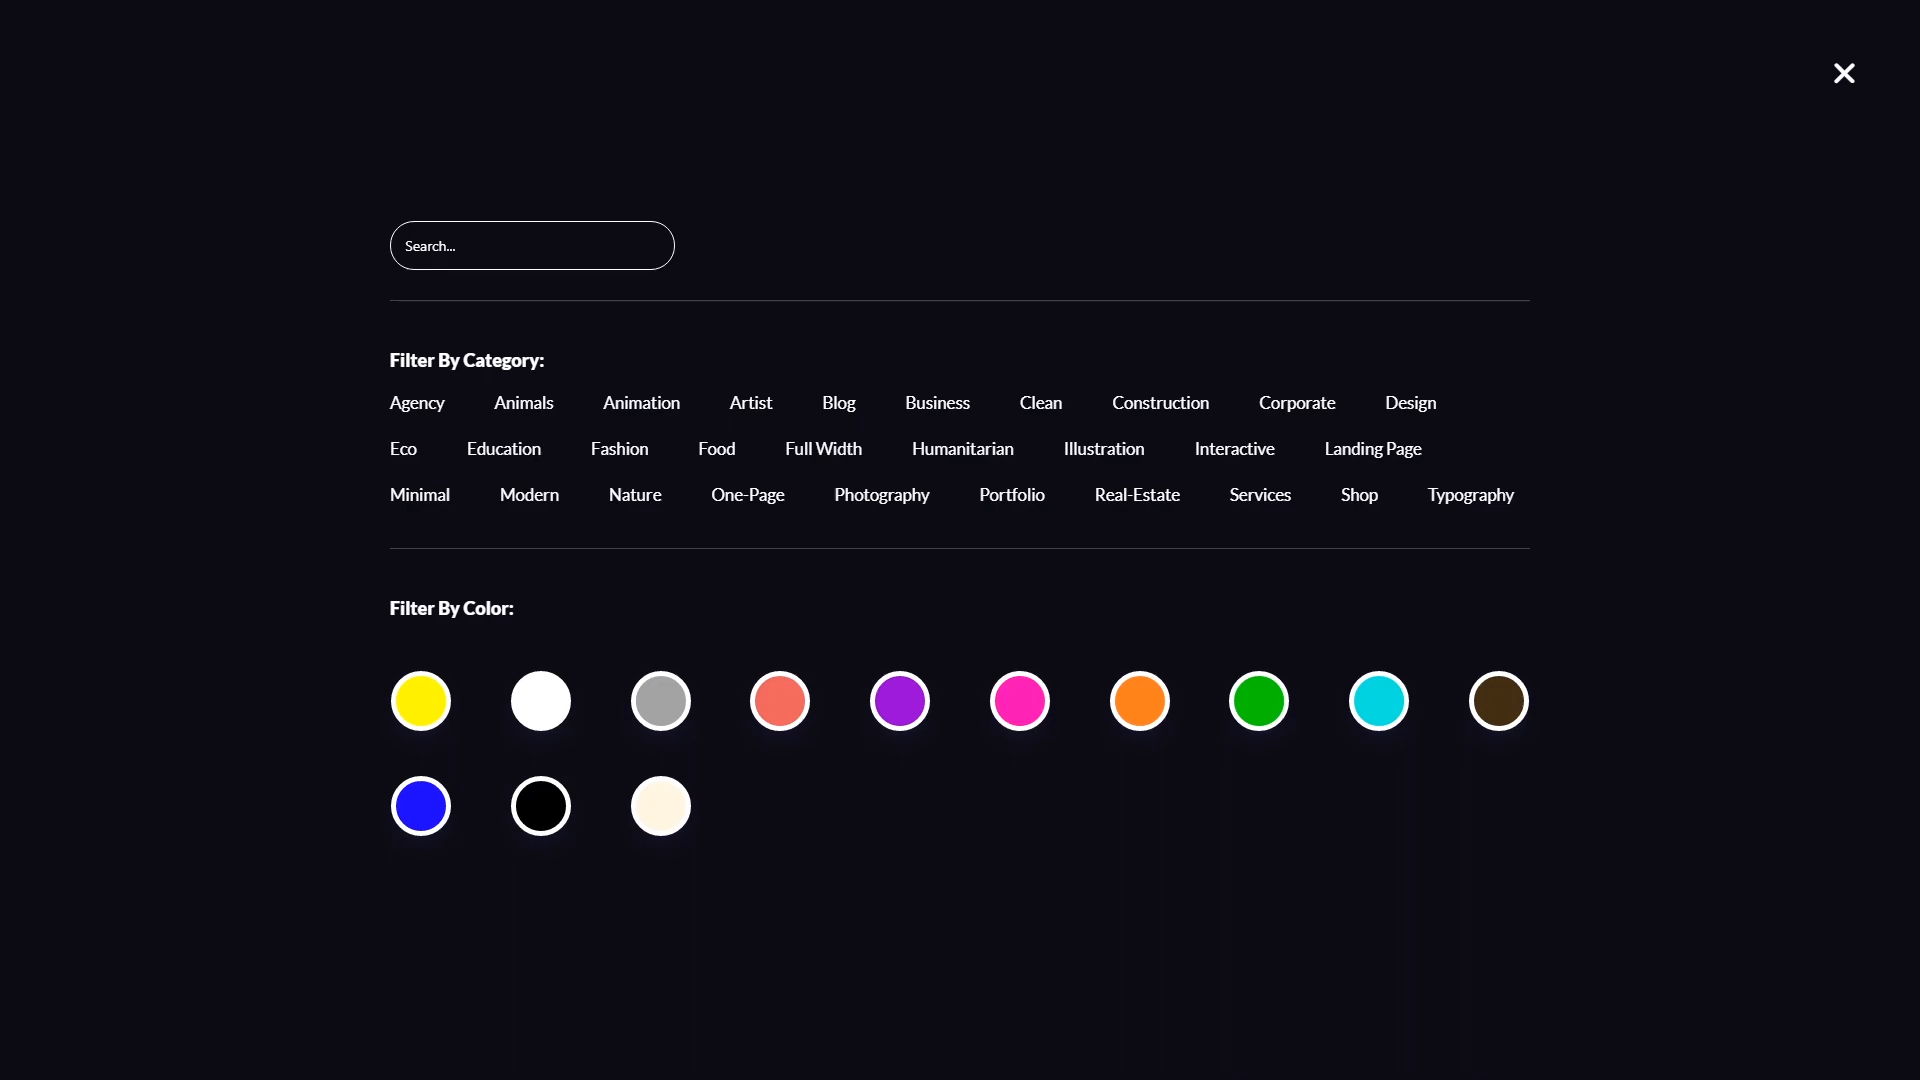 Search...
Filter By Category:
Agency Animals Animation Artist Blog Business Clean Construction Corporate Design
Eco Education Fashion Food Full Width Humanitarian Illustration Interactive Landing Page
Minimal Modern Nature One-Page Photography Portfolio Real-Estate Services Shop Typography
Filter By Color: